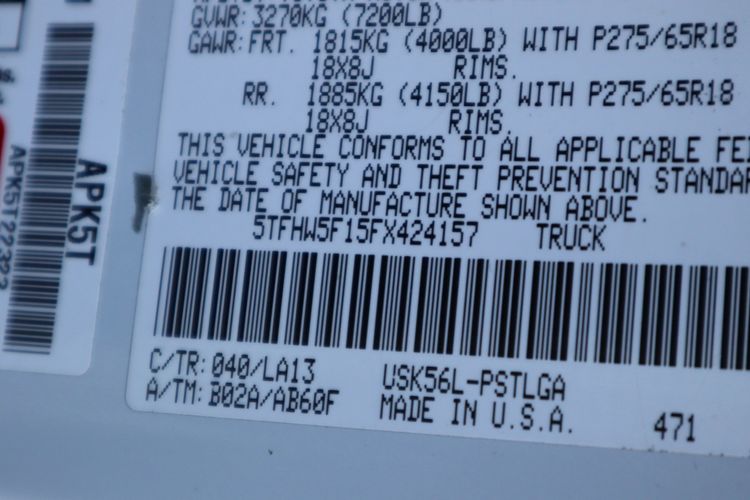 GVWR: 3270KG (7200LB)
GAWR: FRT. 1815KG (4000LB) WITH P275/65R18
18X8J RIMS.
RR. 1885KG (4150LB) WITH P275/65R18
18X8J RIMS.
THIS VEHICLE CONFORMS TO ALL APPLICABLE FE
VEHICLE SAFETY AND THEFT PREVENTION STANDAR
THE DATE OF MANUFACTURE SHOWN ABOVE.
5TFHW5F15FX424157 TRUCK
C/TR: 040/LA13 USK56L-PSTLGA
A/TM: B02A/AB60F MADE IN U.S.A. 471
APK5T